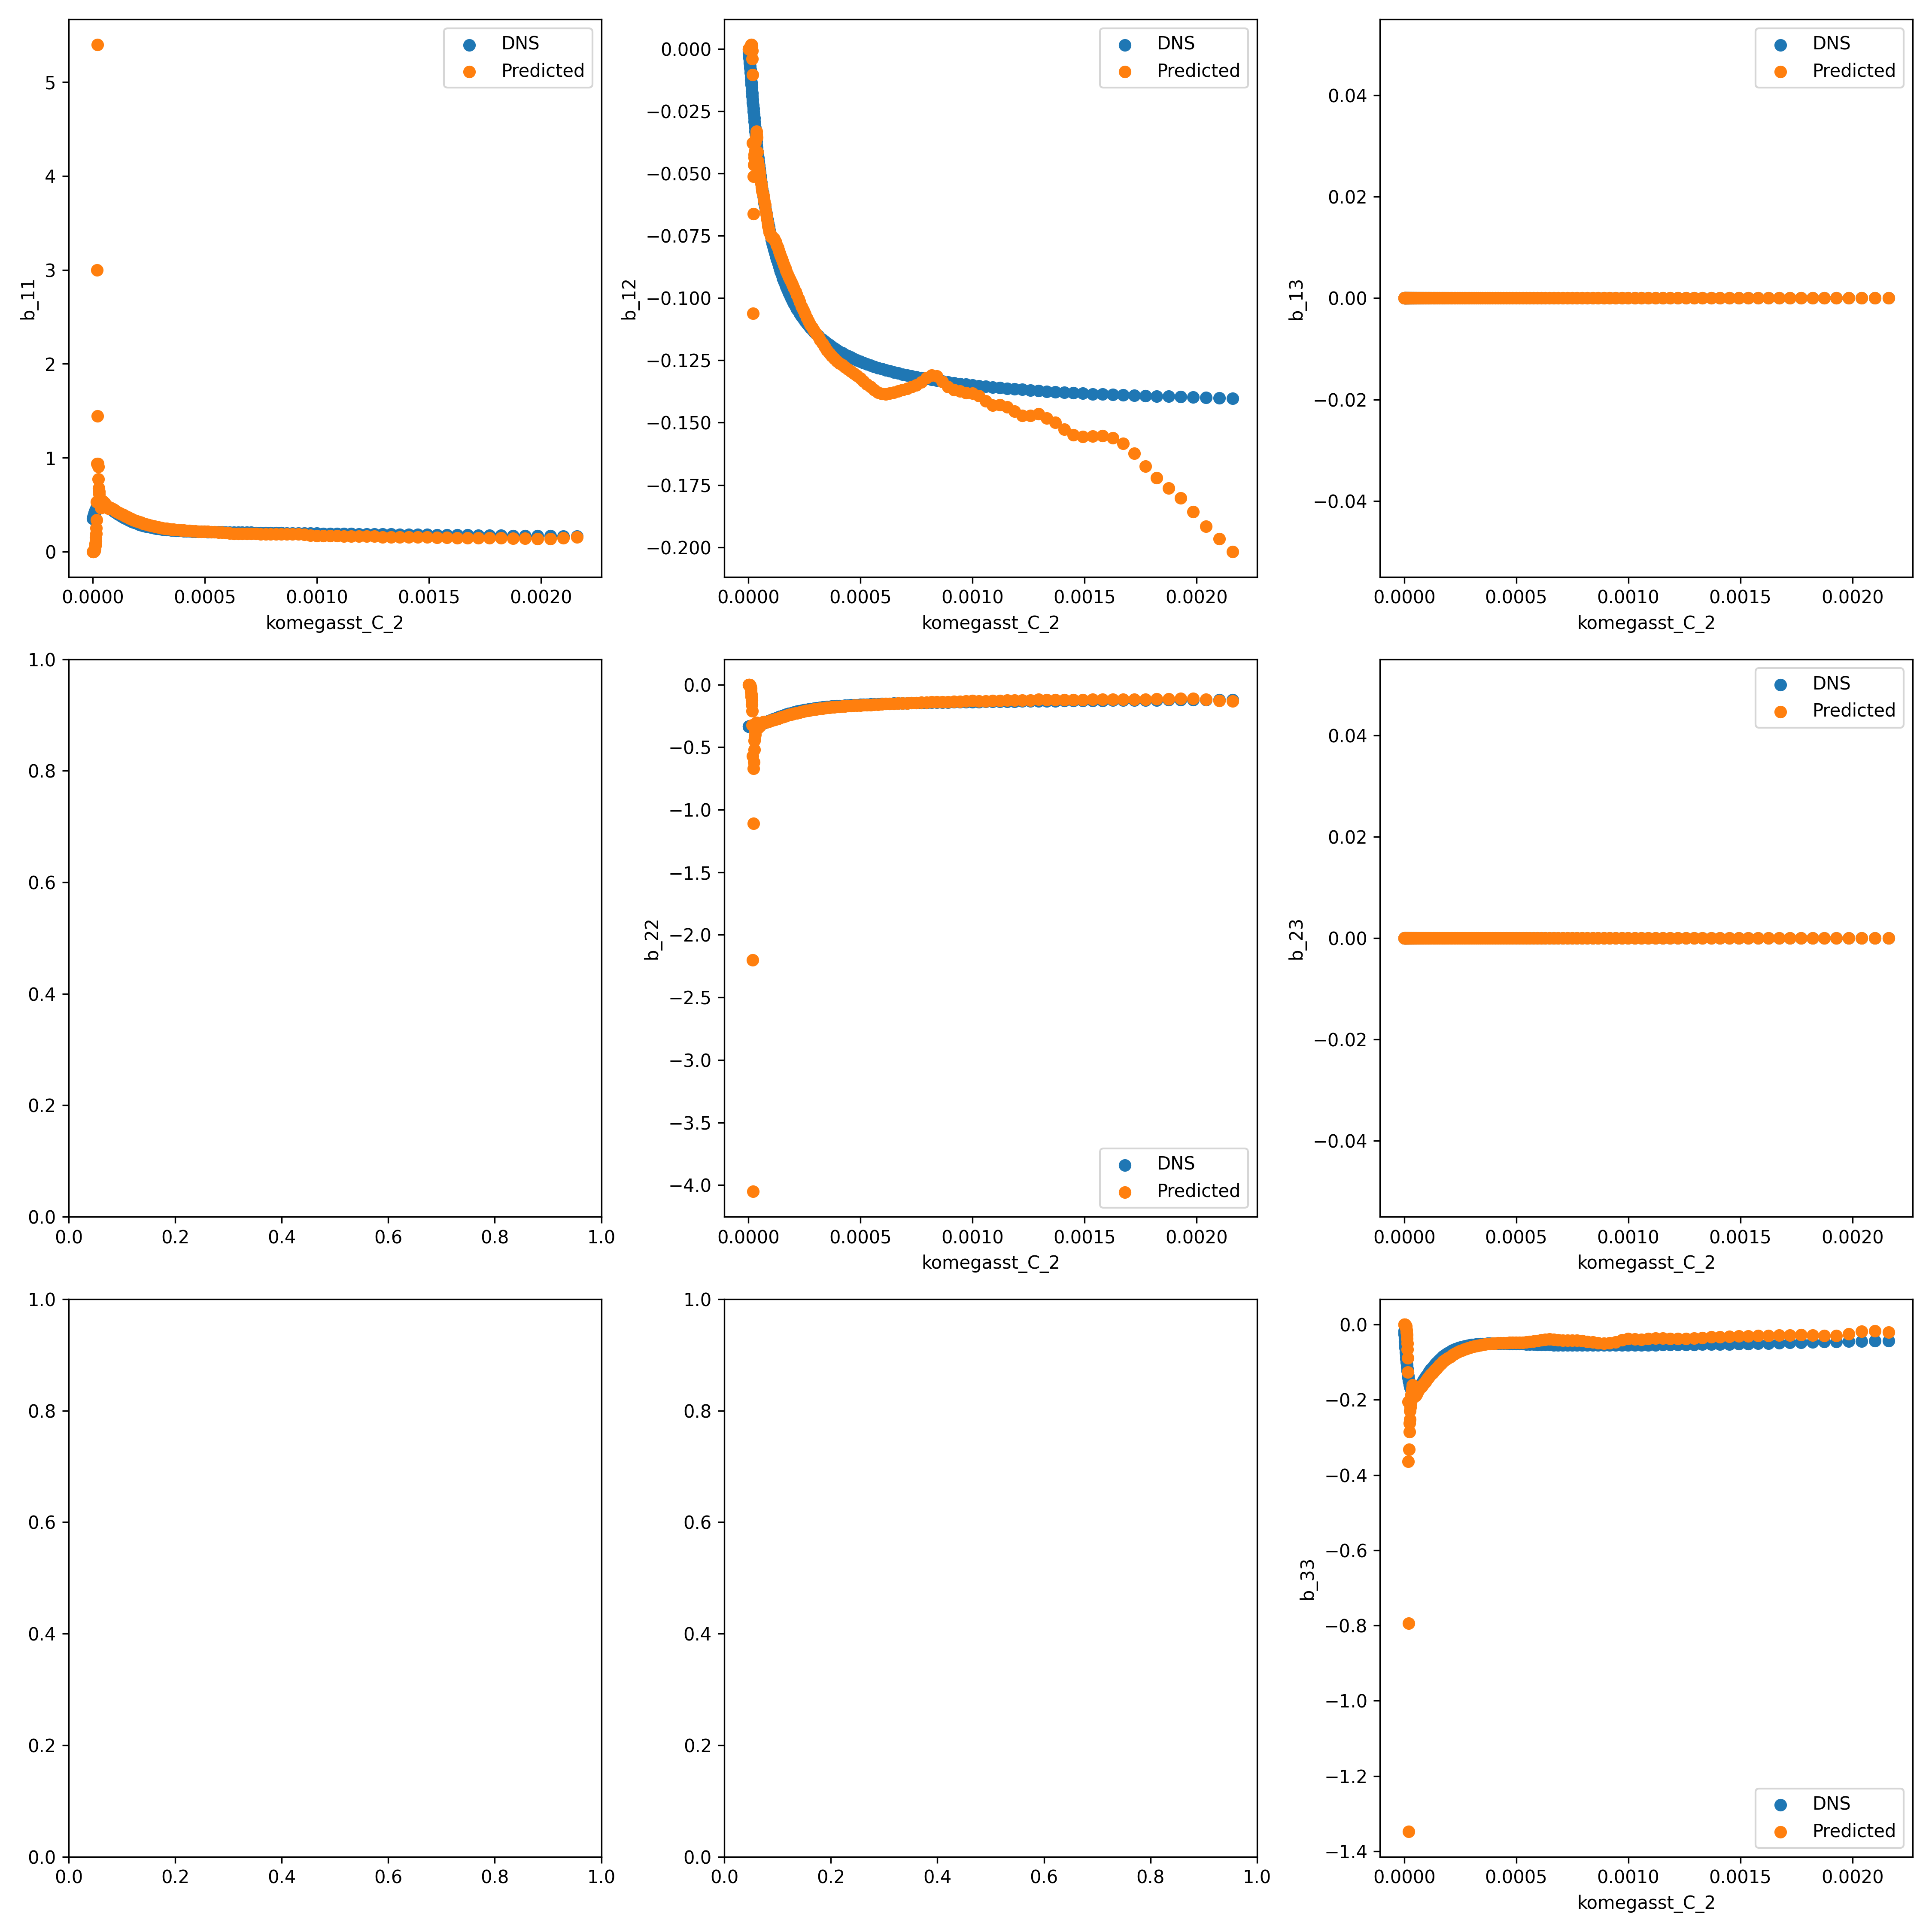 DNS
Predicted
b_11
5
4
3
2
1
0
0.0000 0.0005 0.0010 0.0015 0.0020
komegasst_C_2
DNS
Predicted
b_12
0.000
−0.025
−0.050
−0.075
−0.100
−0.125
−0.150
−0.175
−0.200
0.0000 0.0005 0.0010 0.0015 0.0020
komegasst_C_2
DNS
Predicted
b_13
0.04
0.02
0.00
−0.02
−0.04
0.0000 0.0005 0.0010 0.0015 0.0020
komegasst_C_2
1.0
0.8
0.6
0.4
0.2
0.0
0.0 0.2 0.4 0.6 0.8 1.0
b_22
0.0
−0.5
−1.0
−1.5
−2.0
−2.5
−3.0
−3.5
−4.0
DNS
Predicted
0.0000 0.0005 0.0010 0.0015 0.0020
komegasst_C_2
DNS
Predicted
b_23
0.04
0.02
0.00
−0.02
−0.04
0.0000 0.0005 0.0010 0.0015 0.0020
komegasst_C_2
1.0
0.8
0.6
0.4
0.2
0.0
0.0 0.2 0.4 0.6 0.8 1.0
1.0
0.8
0.6
0.4
0.2
0.0
0.0 0.2 0.4 0.6 0.8 1.0
b_33
0.0
−0.2
−0.4
−0.6
−0.8
−1.0
−1.2
−1.4
DNS
Predicted
0.0000 0.0005 0.0010 0.0015 0.0020
komegasst_C_2